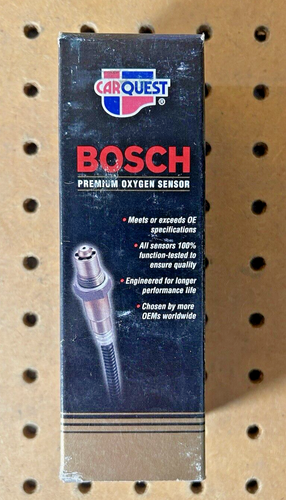 CARQUEST
®
BOSCH
PREMIUM OXYGEN SENSOR
• Meets or exceeds OE
specifications
• All sensors 100%
function-tested to
ensure quality
• Engineered for longer
performance life
• Chosen by more
OEMs worldwide